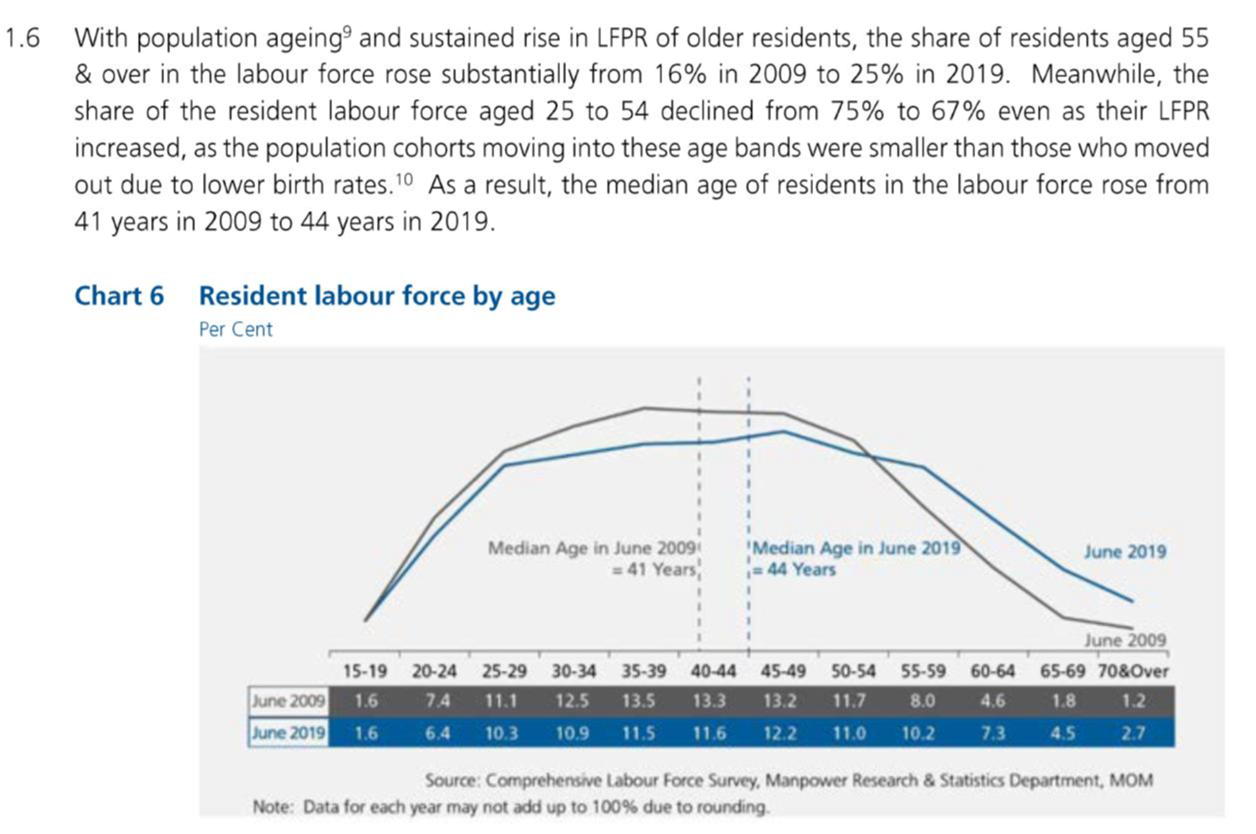 1.6 With population ageing⁹ and sustained rise in LFPR of older residents, the share of residents aged 55
& over in the labour force rose substantially from 16% in 2009 to 25% in 2019. Meanwhile, the
share of the resident labour force aged 25 to 54 declined from 75% to 67% even as their LFPR
increased, as the population cohorts moving into these age bands were smaller than those who moved
out due to lower birth rates.¹⁰ As a result, the median age of residents in the labour force rose from
41 years in 2009 to 44 years in 2019.
Chart 6 Resident labour force by age
Per Cent
Median Age in June 2009
= 41 Years
Median Age in June 2019
= 44 Years
June 2019
June 2009
15-19 20-24 25-29 30-34 35-39 40-44 45-49 50-54 55-59 60-64 65-69 70&Over
June 2009 1.6 7.4 11.1 12.5 13.5 13.3 13.2 11.7 8.0 4.6 1.8 1.2
June 2019 1.6 6.4 10.3 10.9 11.5 11.6 12.2 11.0 10.2 7.3 4.5 2.7
Source: Comprehensive Labour Force Survey, Manpower Research & Statistics Department, MOM
Note: Data for each year may not add up to 100% due to rounding.